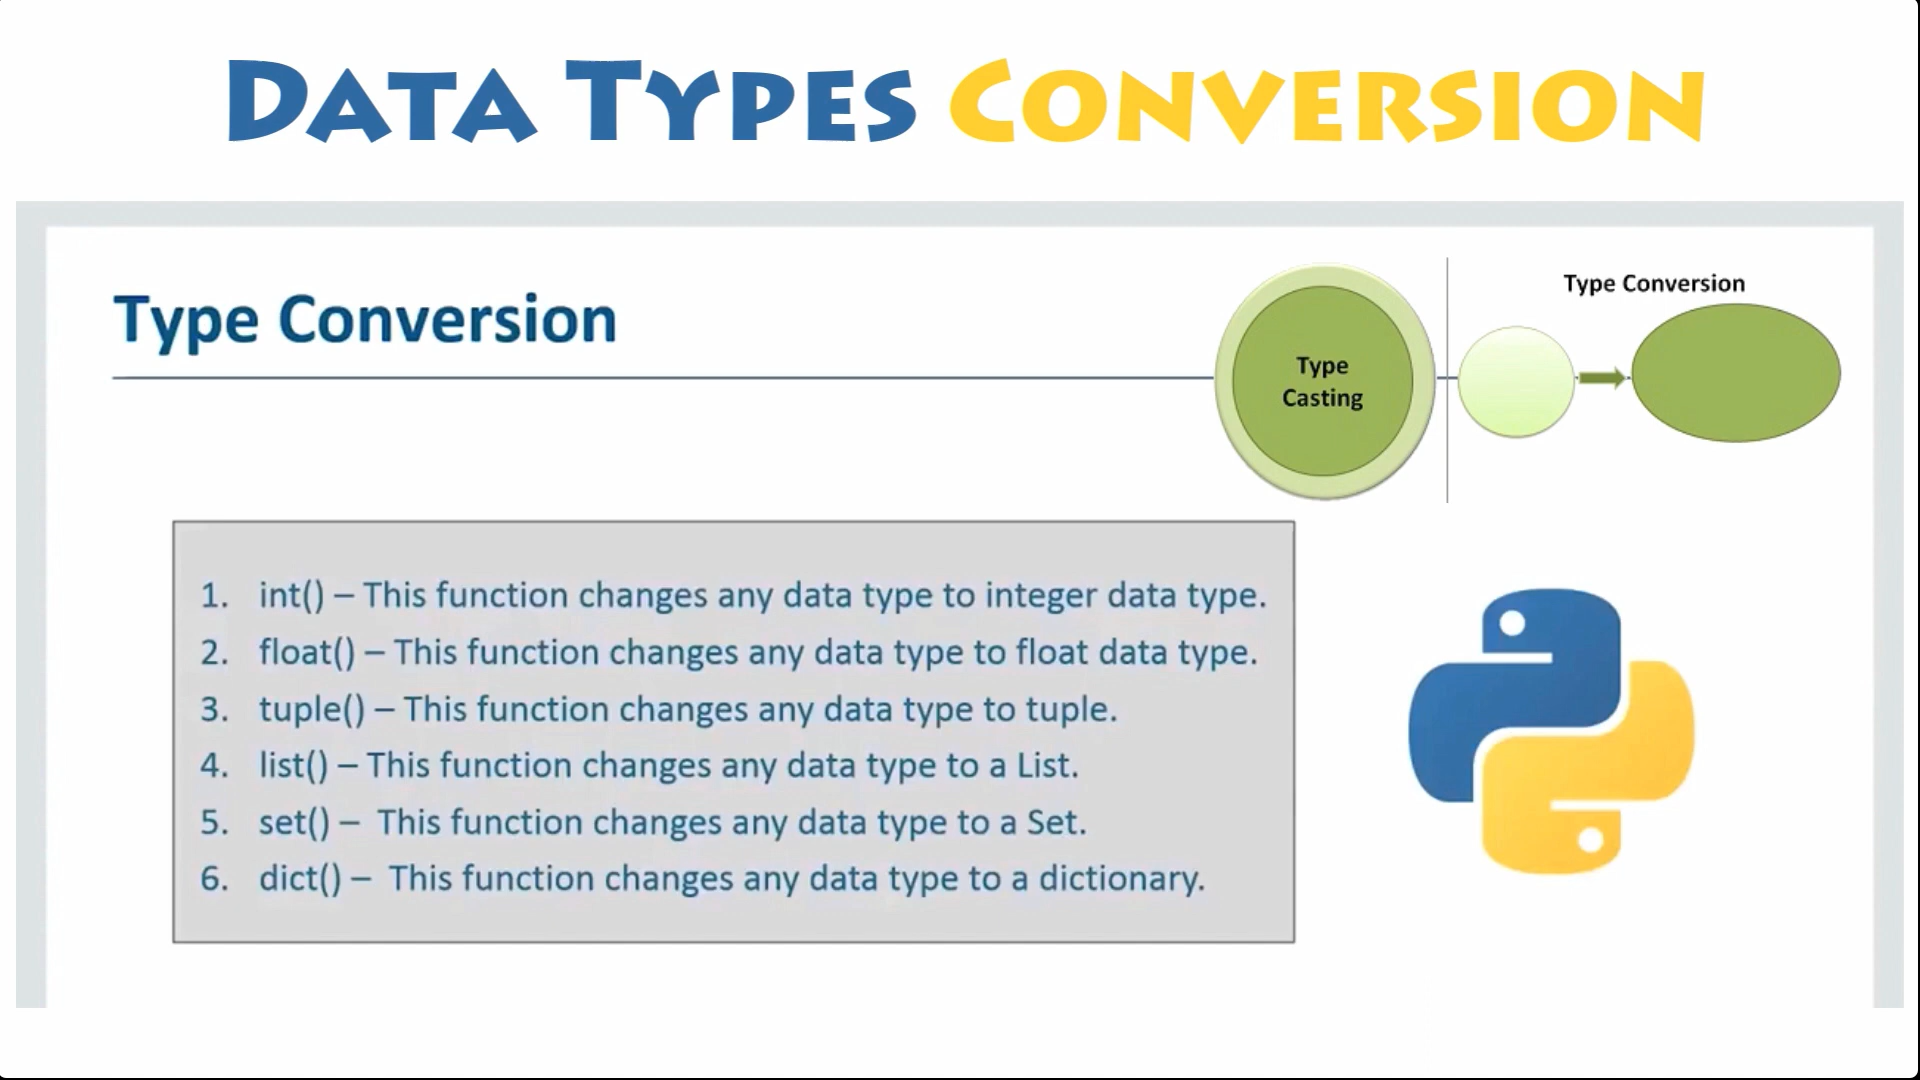 DATA TYPES CONVERSION
Type Conversion
Type Conversion
Type
Casting
1. int() – This function changes any data type to integer data type.
2. float() – This function changes any data type to float data type.
3. tuple() – This function changes any data type to tuple.
4. list() – This function changes any data type to a List.
5. set() – This function changes any data type to a Set.
6. dict() – This function changes any data type to a dictionary.